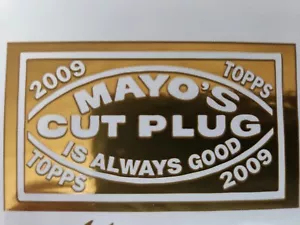 2009 TOPPS
MAYO'S
CUT PLUG
IS ALWAYS GOOD
TOPPS 2009